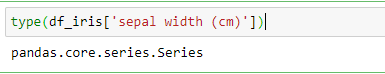 type(df_iris['sepal width (cm)'])
pandas.core.series.Series